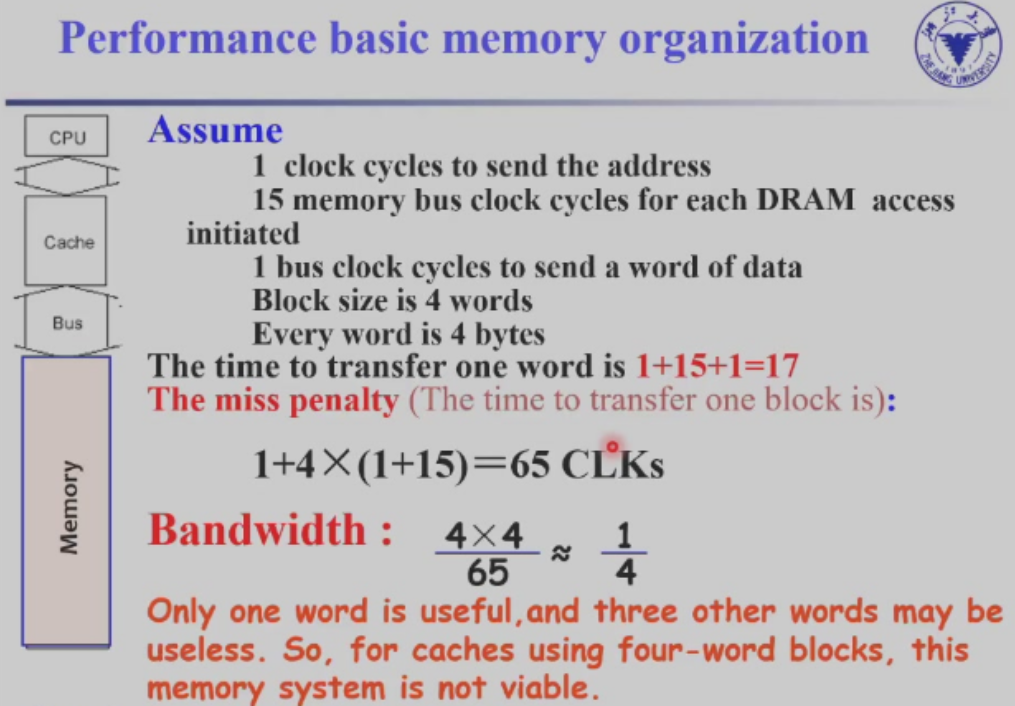 Performance basic memory organization
浙江大
ZHEJIANG UNIVERSITY
1897
CPU
Cache
Bus
Memory
Assume
1 clock cycles to send the address
15 memory bus clock cycles for each DRAM access
initiated
1 bus clock cycles to send a word of data
Block size is 4 words
Every word is 4 bytes
The time to transfer one word is 1+15+1=17
The miss penalty (The time to transfer one block is):
1+4×(1+15)=65 CLKs
Bandwidth : 4×4/65 ≈ 1/4
Only one word is useful,and three other words may be
useless. So, for caches using four-word blocks, this
memory system is not viable.